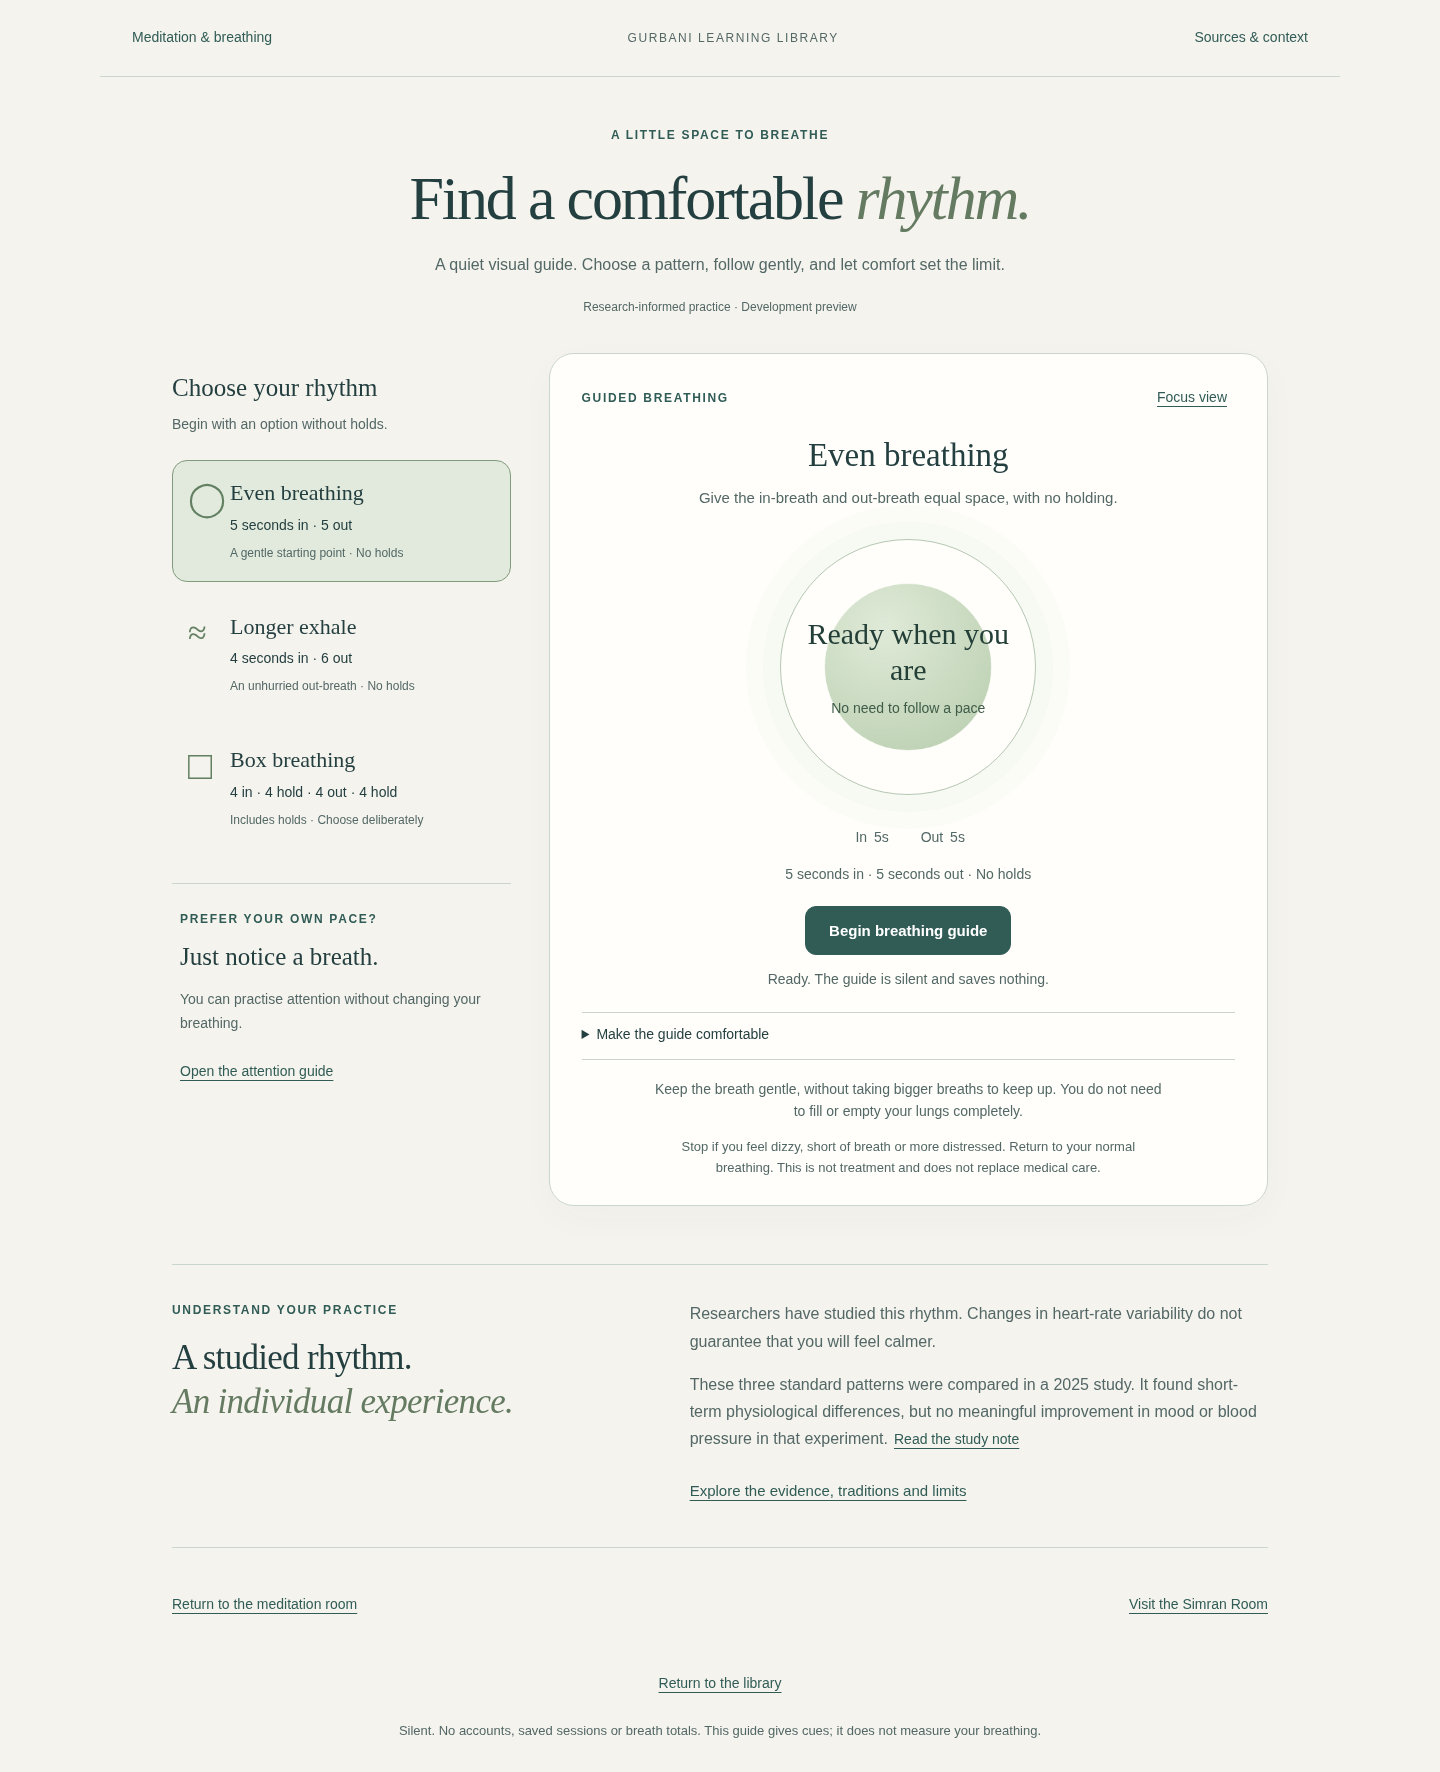 Meditation & breathing
GURBANI LEARNING LIBRARY
Sources & context
A LITTLE SPACE TO BREATHE
Find a comfortable rhythm.
A quiet visual guide. Choose a pattern, follow gently, and let comfort set the limit.
Research-informed practice · Development preview
Choose your rhythm
Begin with an option without holds.
Even breathing
5 seconds in · 5 out
A gentle starting point · No holds
Longer exhale
4 seconds in · 6 out
An unhurried out-breath · No holds
Box breathing
4 in · 4 hold · 4 out · 4 hold
Includes holds · Choose deliberately
PREFER YOUR OWN PACE?
Just notice a breath.
You can practise attention without changing your
breathing.
Open the attention guide
GUIDED BREATHING
Focus view
Even breathing
Give the in-breath and out-breath equal space, with no holding.
Ready when you
are
No need to follow a pace
In 5s Out 5s
5 seconds in · 5 seconds out · No holds
Begin breathing guide
Ready. The guide is silent and saves nothing.
Make the guide comfortable
Keep the breath gentle, without taking bigger breaths to keep up. You do not need
to fill or empty your lungs completely.
Stop if you feel dizzy, short of breath or more distressed. Return to your normal
breathing. This is not treatment and does not replace medical care.
UNDERSTAND YOUR PRACTICE
A studied rhythm.
An individual experience.
Researchers have studied this rhythm. Changes in heart-rate variability do not
guarantee that you will feel calmer.
These three standard patterns were compared in a 2025 study. It found short-
term physiological differences, but no meaningful improvement in mood or blood
pressure in that experiment. Read the study note
Explore the evidence, traditions and limits
Return to the meditation room
Visit the Simran Room
Return to the library
Silent. No accounts, saved sessions or breath totals. This guide gives cues; it does not measure your breathing.